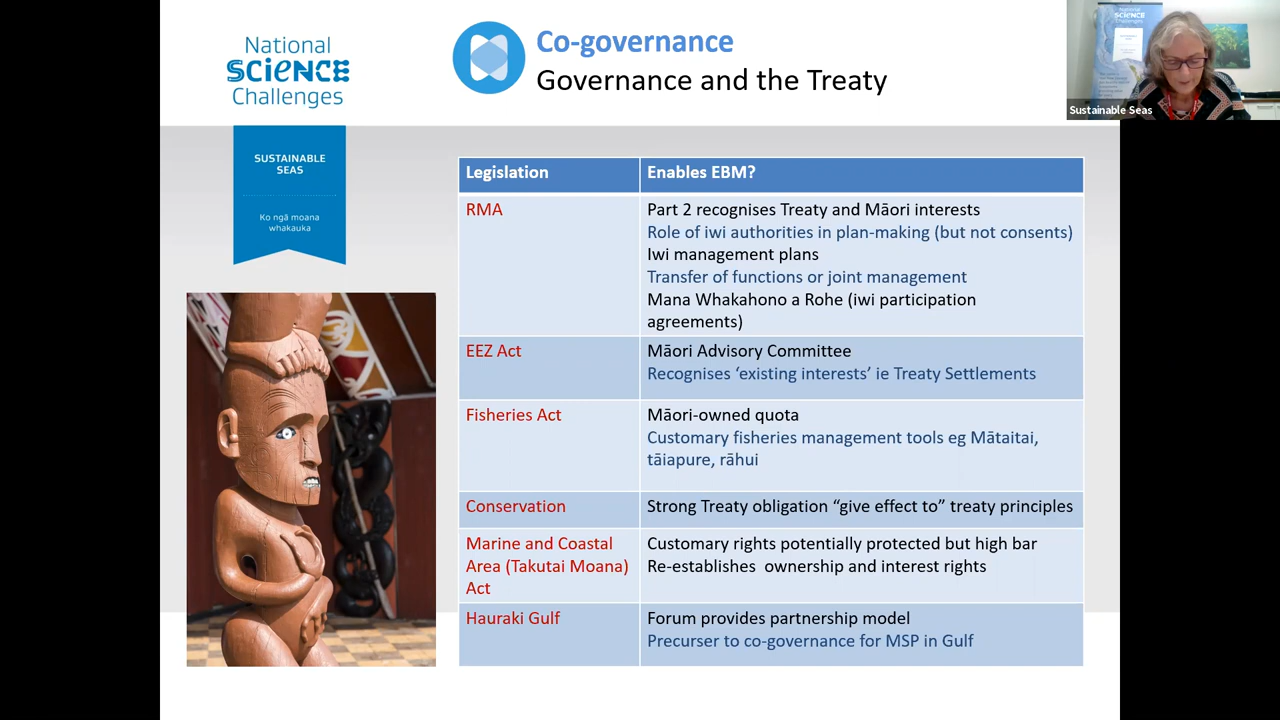 National
SCIENCE
Challenges
SUSTAINABLE
SEAS
Ko ngā moana
whakauka
Co-governance
Governance and the Treaty
Legislation
Enables EBM?
RMA
Part 2 recognises Treaty and Māori interests
Role of iwi authorities in plan-making (but not consents)
Iwi management plans
Transfer of functions or joint management
Mana Whakahono a Rohe (iwi participation
agreements)
EEZ Act
Māori Advisory Committee
Recognises ‘existing interests’ ie Treaty Settlements
Fisheries Act
Māori-owned quota
Customary fisheries management tools eg Mātaitai,
tāiapure, rāhui
Conservation
Strong Treaty obligation “give effect to” treaty principles
Marine and Coastal
Area (Takutai Moana)
Act
Customary rights potentially protected but high bar
Re-establishes  ownership and interest rights
Hauraki Gulf
Forum provides partnership model
Precurser to co-governance for MSP in Gulf
National
SCIENCE
Challenges
Sustainable Seas